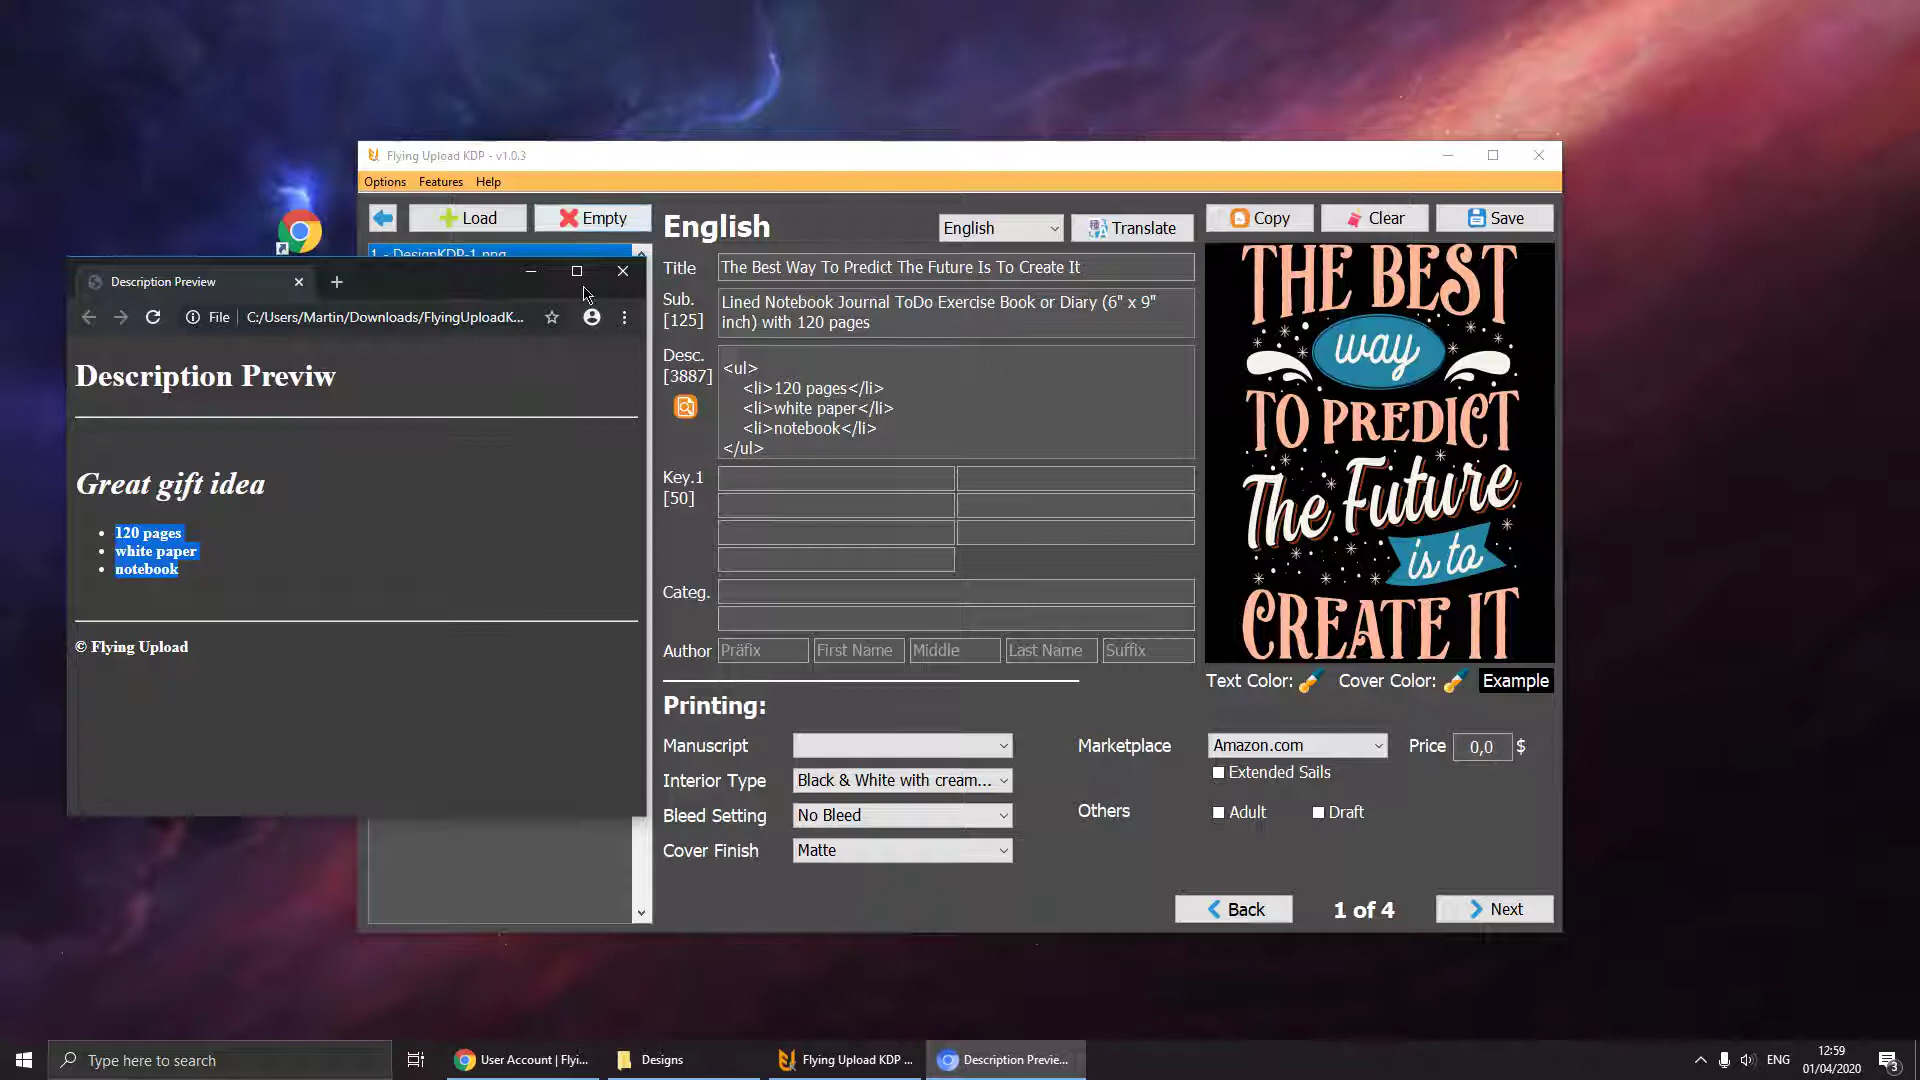 Flying Upload KDP - v1.0.3
Options Features Help
Load
Empty
1 - DesignKDP-1.png
English
English
Translate
Copy
Clear
Save
Title
The Best Way To Predict The Future Is To Create It
Sub.
[125]
Lined Notebook Journal ToDo Exercise Book or Diary (6" x 9"
inch) with 120 pages
Desc.
[3887]
<ul>
<li>120 pages</li>
<li>white paper</li>
<li>notebook</li>
</ul>
Key.1
[50]
Categ.
Author
Präfix
First Name
Middle
Last Name
Suffix
Printing:
Manuscript
Interior Type
Black & White with cream...
Bleed Setting
No Bleed
Cover Finish
Matte
THE BEST
way
TO PREDICT
The Future
is to
CREATE IT
Text Color:
Cover Color:
Example
Marketplace
Amazon.com
Price
0,0
$
Extended Sails
Others
Adult
Draft
Back
1 of 4
Next
Description Preview
File
C:/Users/Martin/Downloads/FlyingUploadK...
Description Previw
Great gift idea
120 pages
white paper
notebook
© Flying Upload
Type here to search
User Account | Flyi...
Designs
Flying Upload KDP ...
Description Previe...
ENG
12:59
01/04/2020
3